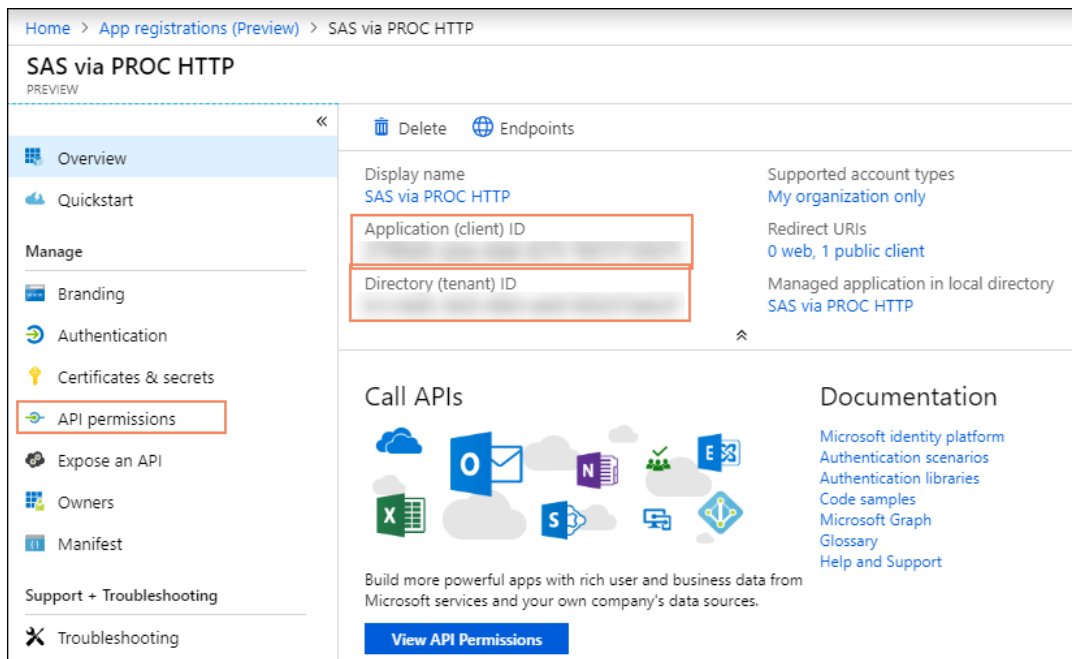 Home > App registrations (Preview) > SAS via PROC HTTP
SAS via PROC HTTP
PREVIEW
«
Overview
Quickstart
Manage
Branding
Authentication
Certificates & secrets
API permissions
Expose an API
Owners
Manifest
Support + Troubleshooting
Troubleshooting
Delete
Endpoints
Display name
SAS via PROC HTTP
Application (client) ID
Directory (tenant) ID
Supported account types
My organization only
Redirect URIs
0 web, 1 public client
Managed application in local directory
SAS via PROC HTTP
Call APIs
O
N
E
X
S
Build more powerful apps with rich user and business data from
Microsoft services and your own company's data sources.
View API Permissions
Documentation
Microsoft identity platform
Authentication scenarios
Authentication libraries
Code samples
Microsoft Graph
Glossary
Help and Support